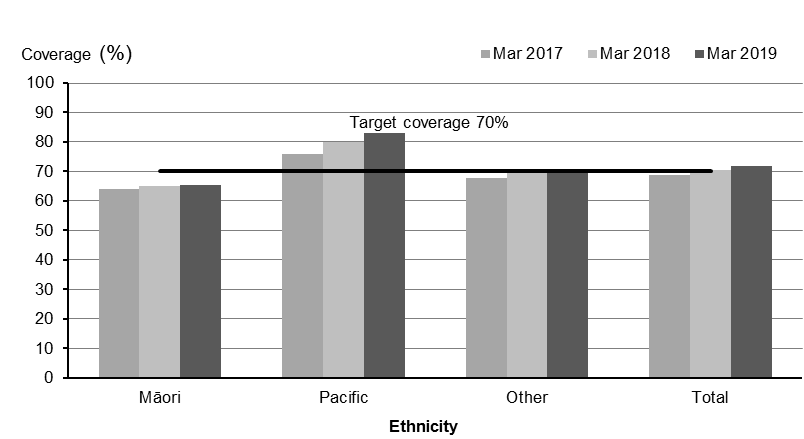 Coverage (%)
Mar 2017 Mar 2018 Mar 2019
100
90
Target coverage 70%
80
70
60
50
40
30
20
10
0
Māori Pacific Other Total
Ethnicity